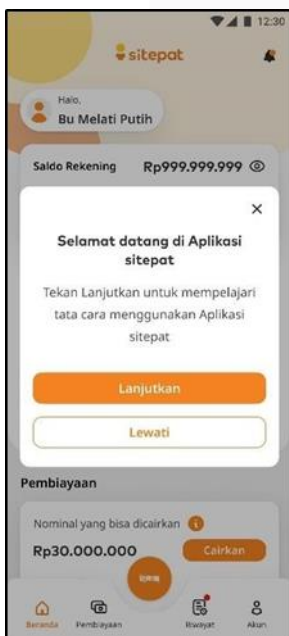 12:30
sitepat
Halo,
Bu Melati Putih
Saldo Rekening Rp999.999.999
Selamat datang di Aplikasi
sitepat
Tekan Lanjutkan untuk mempelajari
tata cara menggunakan Aplikasi
sitepat
Lanjutkan
Lewati
Pembiayaan
Nominal yang bisa dicairkan
Rp30.000.000
Cairkan
Beranda
Pembiayaan
Riwayat
Akun